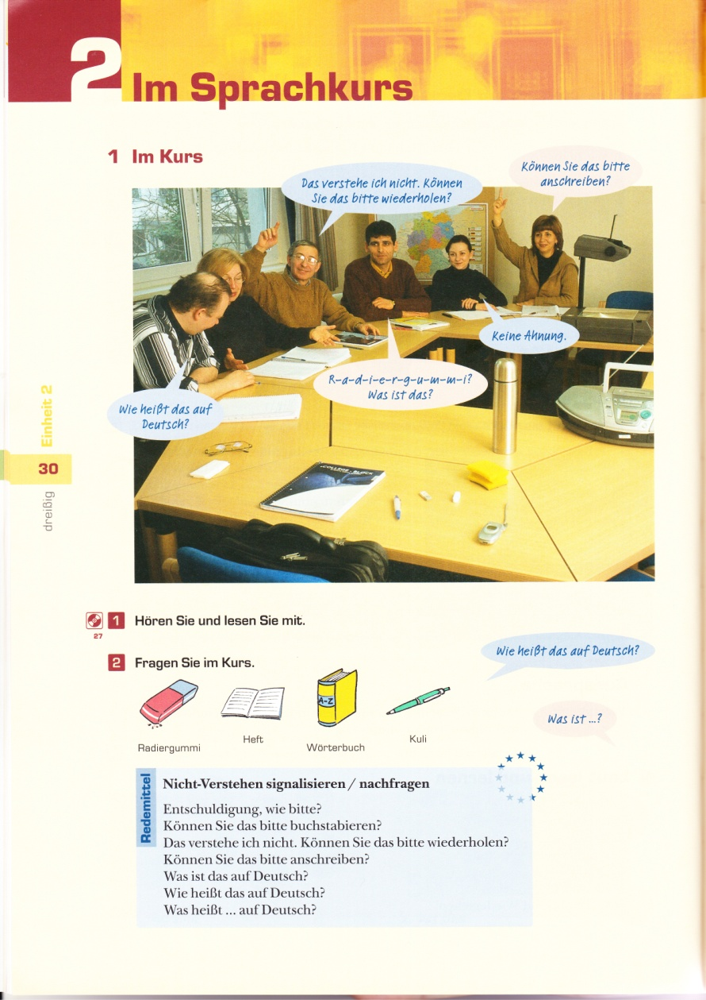 2
Im Sprachkurs
1 Im Kurs
Das verstehe ich nicht. Können
Sie das bitte wiederholen?
Können Sie das bitte
anschreiben?
Keine Ahnung.
R-a-d-i-e-r-g-u-m-m-i?
Was ist das?
Wie heißt das auf
Deutsch?
COLLEGE-BLOCK
Einheit 2
30
dreißig
27
1 Hören Sie und lesen Sie mit.
2 Fragen Sie im Kurs.
Wie heißt das auf Deutsch?
Was ist ...?
A-Z
Radiergummi
Heft
Wörterbuch
Kuli
Redemittel
Nicht-Verstehen signalisieren / nachfragen
Entschuldigung, wie bitte?
Können Sie das bitte buchstabieren?
Das verstehe ich nicht. Können Sie das bitte wiederholen?
Können Sie das bitte anschreiben?
Was ist das auf Deutsch?
Wie heißt das auf Deutsch?
Was heißt ... auf Deutsch?